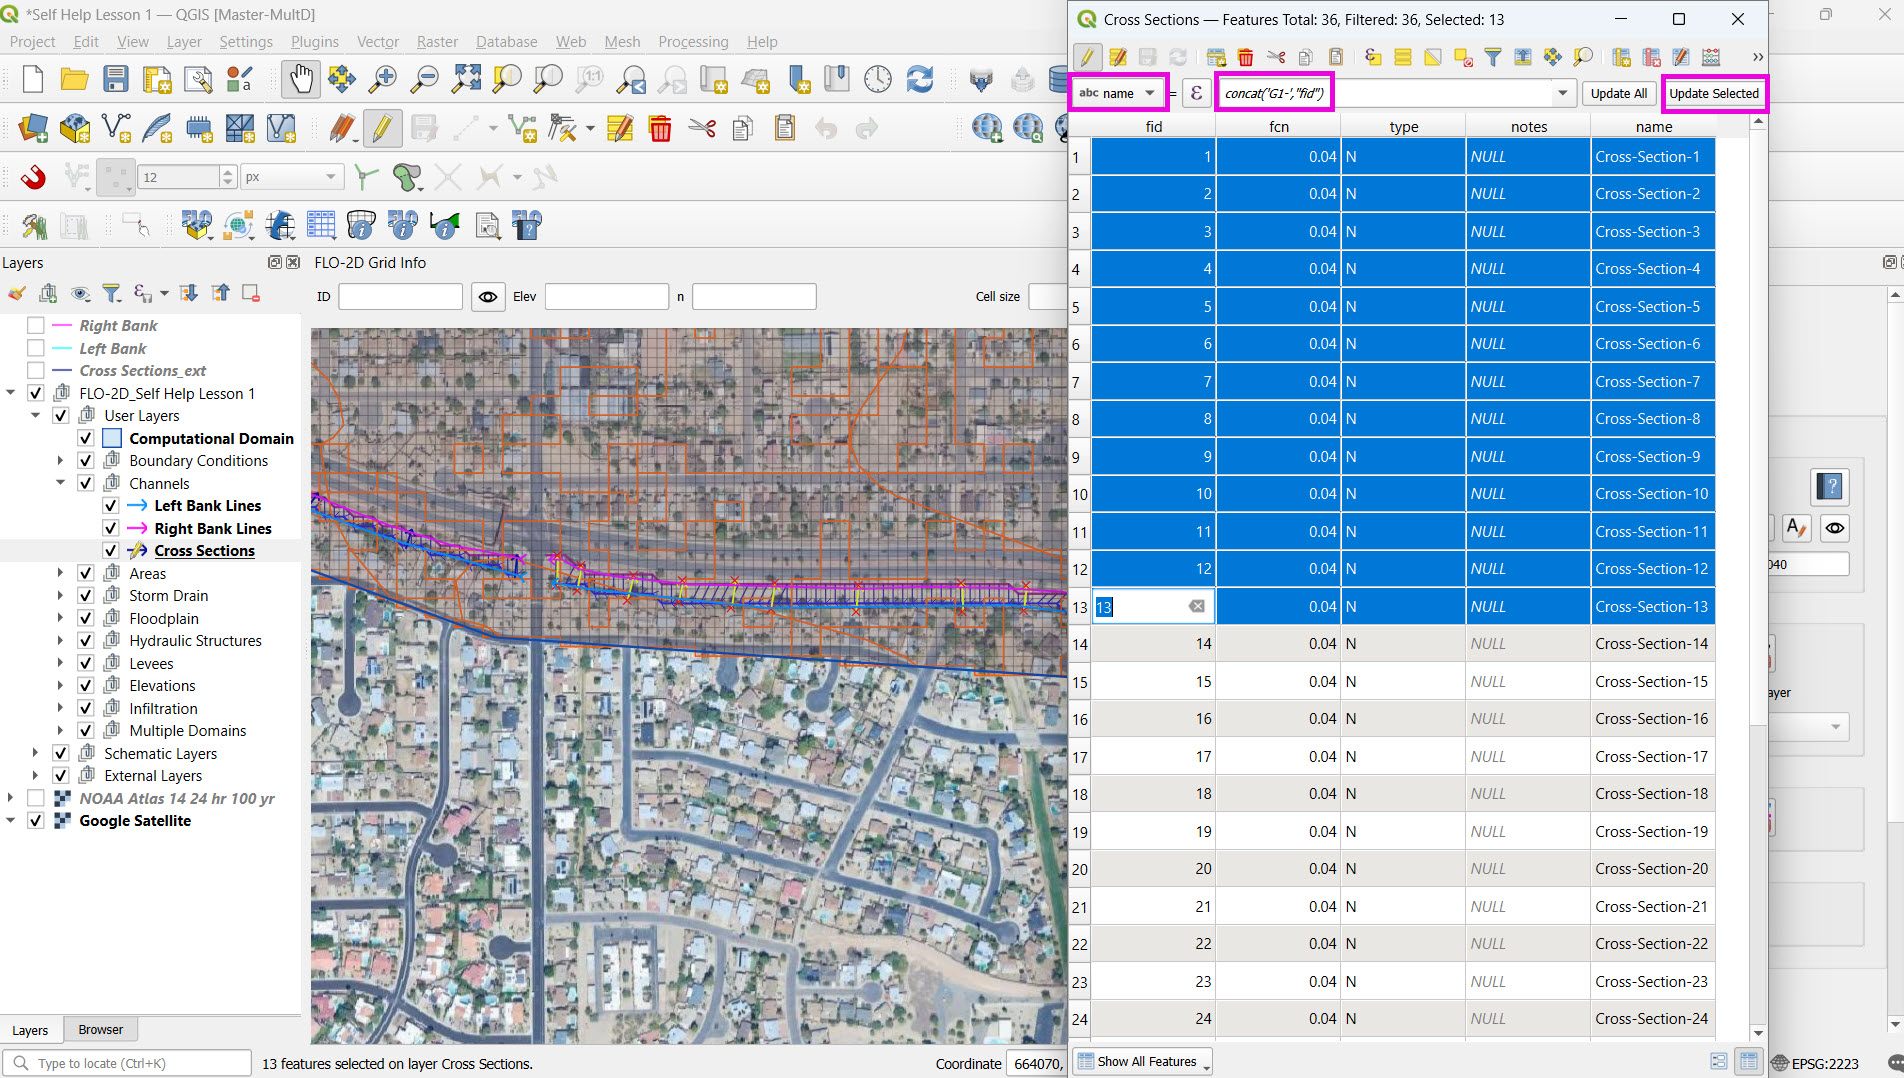 *Self Help Lesson 1 — QGIS [Master-MultD]
Project Edit View Layer Settings Plugins Vector Raster Database Web Mesh Processing Help
12 px
Layers
FLO-2D Grid Info
ID Elev n Cell size
Right Bank
Left Bank
Cross Sections_ext
FLO-2D_Self Help Lesson 1
User Layers
Computational Domain
Boundary Conditions
Channels
Left Bank Lines
Right Bank Lines
Cross Sections
Areas
Storm Drain
Floodplain
Hydraulic Structures
Levees
Elevations
Infiltration
Multiple Domains
Schematic Layers
External Layers
NOAA Atlas 14 24 hr 100 yr
Google Satellite
Layers Browser
Type to locate (Ctrl+K)
13 features selected on layer Cross Sections.
Coordinate 664070,
Cross Sections — Features Total: 36, Filtered: 36, Selected: 13
abc name = ε concat('G1-',"fid") Update All Update Selected
fid fcn type notes name
1 1 0.04 N NULL Cross-Section-1
2 2 0.04 N NULL Cross-Section-2
3 3 0.04 N NULL Cross-Section-3
4 4 0.04 N NULL Cross-Section-4
5 5 0.04 N NULL Cross-Section-5
6 6 0.04 N NULL Cross-Section-6
7 7 0.04 N NULL Cross-Section-7
8 8 0.04 N NULL Cross-Section-8
9 9 0.04 N NULL Cross-Section-9
10 10 0.04 N NULL Cross-Section-10
11 11 0.04 N NULL Cross-Section-11
12 12 0.04 N NULL Cross-Section-12
13 13 0.04 N NULL Cross-Section-13
14 14 0.04 N NULL Cross-Section-14
15 15 0.04 N NULL Cross-Section-15
16 16 0.04 N NULL Cross-Section-16
17 17 0.04 N NULL Cross-Section-17
18 18 0.04 N NULL Cross-Section-18
19 19 0.04 N NULL Cross-Section-19
20 20 0.04 N NULL Cross-Section-20
21 21 0.04 N NULL Cross-Section-21
22 22 0.04 N NULL Cross-Section-22
23 23 0.04 N NULL Cross-Section-23
24 24 0.04 N NULL Cross-Section-24
Show All Features
040
ayer
EPSG:2223